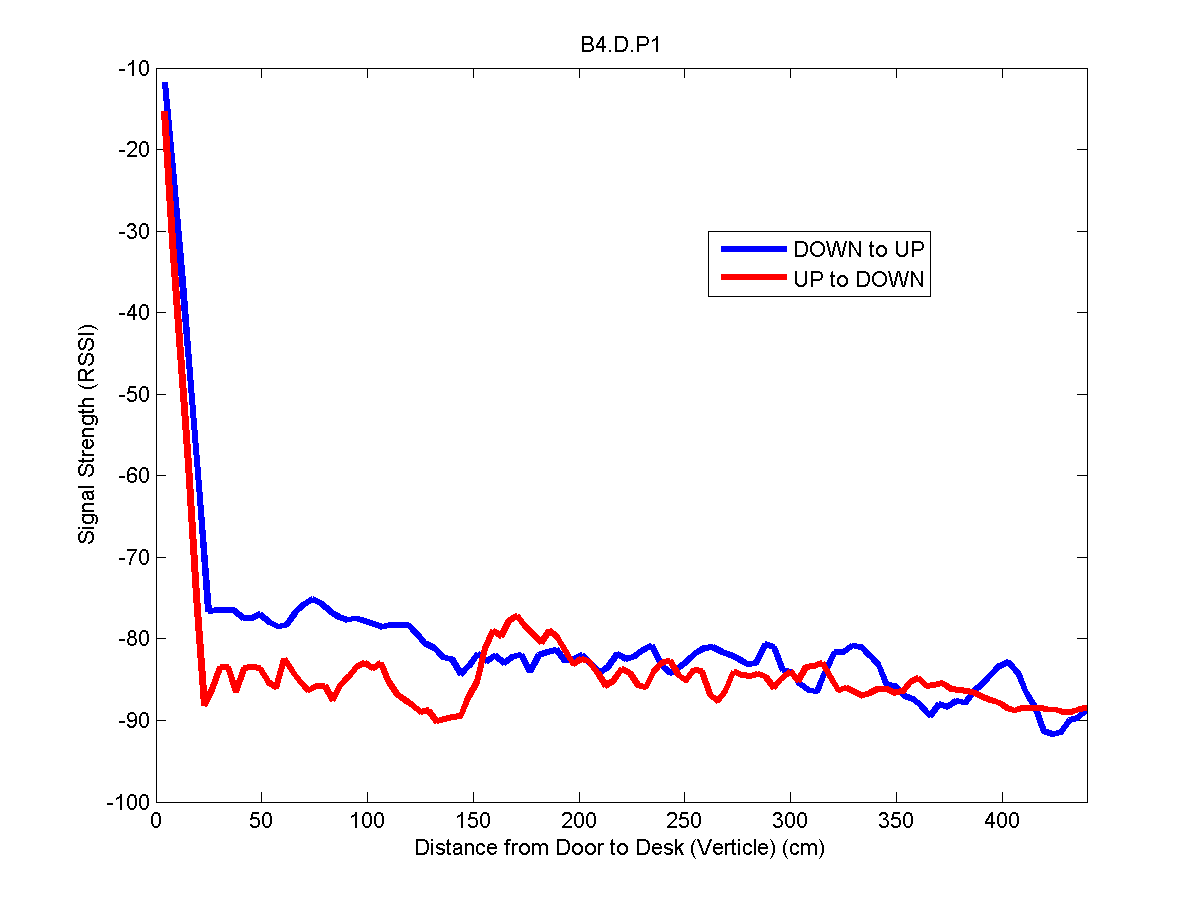 B4.D.P1
-10
-20
-30
-40
-50
-60
-70
-80
-90
-100
Signal Strength (RSSI)
DOWN to UP
UP to DOWN
0 50 100 150 200 250 300 350 400
Distance from Door to Desk (Verticle) (cm)